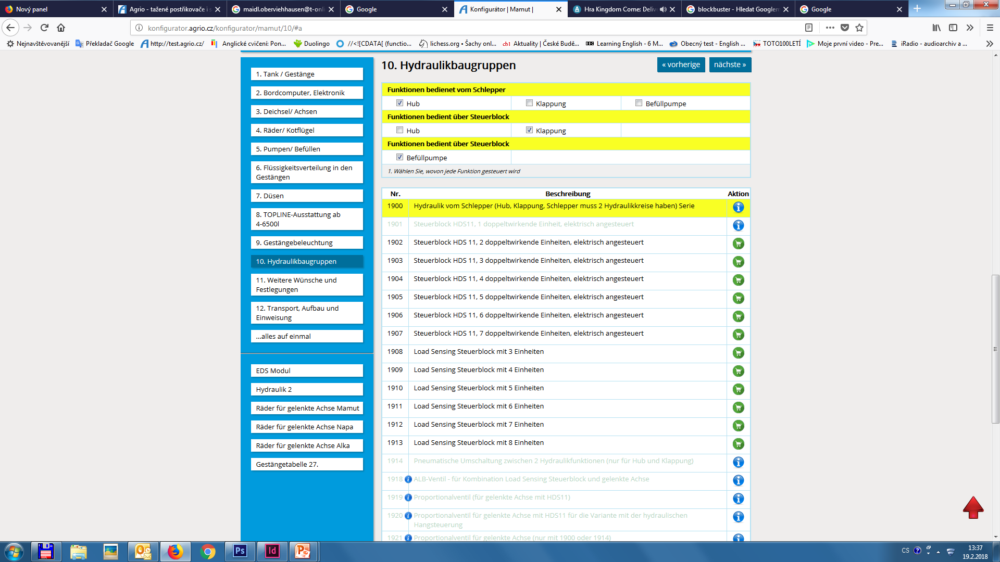 Nový panel
Agrio - tažené postřikovače i s
maidl.oberviehhausen@t-onli
Google
Konfigurátor | Mamut |
Hra Kingdom Come: Delive
blockbuster - Hledat Googlem
Google
konfigurator.agrio.cz/konfigurator/mamut/10/#a
Nejnavštěvovanější
Překladač Google
http://test.agrio.cz/
Anglické cvičení: Pon...
Duolingo
//<![CDATA[ (functio...
lichess.org • Šachy onl...
cb1 Aktuality | České Budě...
BBC Learning English - 6 M...
Obecný test - English ...
TOTO100LETÍ
Moje první video - Pre...
iRadio - audioarchiv a ...
1. Tank / Gestänge
2. Bordcomputer, Elektronik
3. Deichsel/ Achsen
4. Räder/ Kotflügel
5. Pumpen/ Befüllen
6. Flüssigkeitsverteilung in den
Gestängen
7. Düsen
8. TOPLINE-Ausstattung ab
4-6500l
9. Gestängebeleuchtung
10. Hydraulikbaugruppen
11. Weitere Wünsche und
Festlegungen
12. Transport, Aufbau und
Einweisung
...alles auf einmal
EDS Modul
Hydraulik 2
Räder für gelenkte Achse Mamut
Räder für gelenkte Achse Napa
Räder für gelenkte Achse Alka
Gestängetabelle 27.
10. Hydraulikbaugruppen
« vorherige
nächste »
Funktionen bedienet vom Schlepper
Hub Klappung Befüllpumpe
Funktionen bedient über Steuerblock
Hub Klappung
Funktionen bedient über Steuerblock
Befüllpumpe
1. Wählen Sie, wovon jede Funktion gesteuert wird
Nr. Beschreibung Aktion
1900 Hydraulik vom Schlepper (Hub, Klappung, Schlepper muss 2 Hydraulikkreise haben) Serie
1901 Steuerblock HDS11, 1 doppeltwirkende Einheit, elektrisch angesteuert
1902 Steuerblock HDS 11, 2 doppeltwirkende Einheiten, elektrisch angesteuert
1903 Steuerblock HDS 11, 3 doppeltwirkende Einheiten, elektrisch angesteuert
1904 Steuerblock HDS 11, 4 doppeltwirkende Einheiten, elektrisch angesteuert
1905 Steuerblock HDS 11, 5 doppeltwirkende Einheiten, elektrisch angesteuert
1906 Steuerblock HDS 11, 6 doppeltwirkende Einheiten, elektrisch angesteuert
1907 Steuerblock HDS 11, 7 doppeltwirkende Einheiten, elektrisch angesteuert
1908 Load Sensing Steuerblock mit 3 Einheiten
1909 Load Sensing Steuerblock mit 4 Einheiten
1910 Load Sensing Steuerblock mit 5 Einheiten
1911 Load Sensing Steuerblock mit 6 Einheiten
1912 Load Sensing Steuerblock mit 7 Einheiten
1913 Load Sensing Steuerblock mit 8 Einheiten
1914 Pneumatische Umschaltung zwischen 2 Hydraulikfunktionen (nur für Hub und Klappung)
1918 ALB-Ventil - für Kombination Load Sensing Steuerblock und gelenkte Achse
1919 Proportionalventil (für gelenkte Achse mit HDS11)
1920 Proportionalventil für gelenkte Achse mit HDS11 für die Variante mit der hydraulischen
Hangsteuerung
1921 Proportionalventil für gelenkte Achse (nur mit 1900 oder 1914)
Ps
Id
CS
13:37
19.2.2018